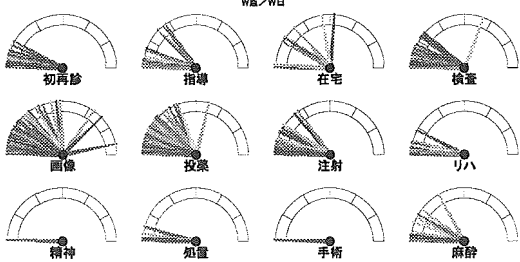 初再診 指導 在宅 検査
画像 投薬 注射 リハ
精神 処置 手術 麻酔